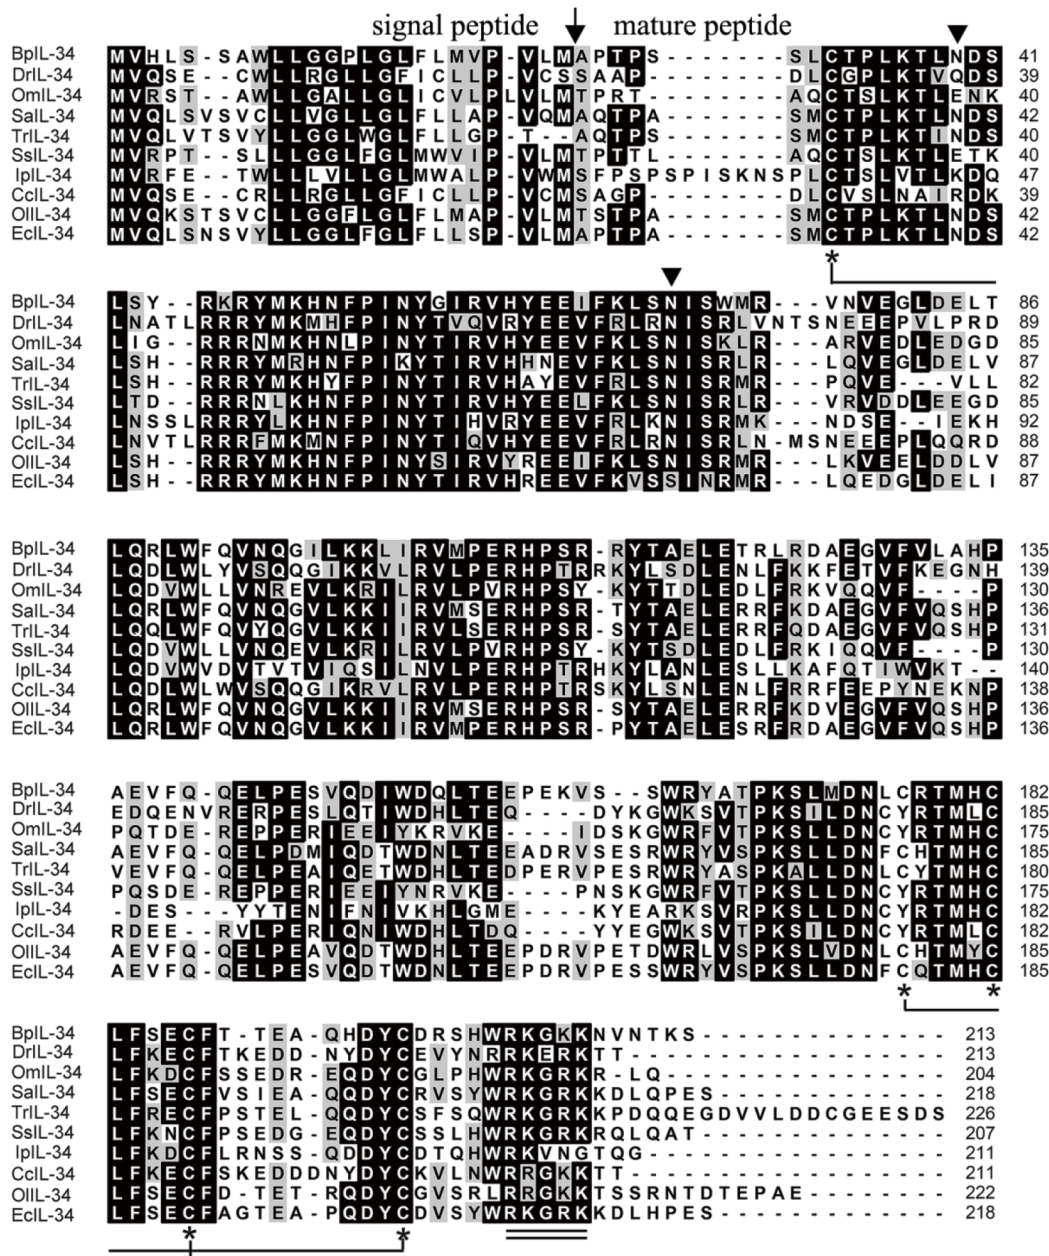 signal peptide mature peptide
BpIL-34 MVHLS-SAWLLGGPLGLFLMVP-VLMAPTPS-------SLCTPLKTLNDS 41
DrIL-34 MVQSE--CWLLRGLLGFICLLP-VCSSAAP--------DLCGPLKTVQDS 39
OmIL-34 MVRST--AWLLGALLGLICVLPLVLMTPRT--------AQCTSLKTLENK 40
SaIL-34 MVQLSVSVCLLVGLLGLFLLAP-VQMAQTPA-------SMCTPLKTLNDS 42
TrIL-34 MVQLVTSVYLLGGLWGLFLLGP-T--AQTPS-------SMCTPLKTINDS 40
SsIL-34 MVRPT--SLLLGGLFGLMWVIP-VLMTPTTL-------AQCTSLKTLETK 40
IpIL-34 MVRFE--TWLLLVLLGLMWALP-VWMSFPSPSPISKNSPLCTSLVTLKDQ 47
CcIL-34 MVQSE--CRLLRGLLGFICLLP-VCMSAGP--------DLCVSLNAIRDK 39
OlIL-34 MVQKSTSVCLLGGFLGLFLMAP-VLMTSTPA-------SMCTPLKTLNDS 42
EcIL-34 MVQLSNSVYLLGGLFGLFLLSP-VLMAPTPA-------SMCTPLKTLNDS 42
*
BpIL-34 LSY--RKRYMKHNFPINYGIRVHYEEIFKLSNISWMR---VNVEGLDELT 86
DrIL-34 LNATLRRRYMKMHFPINYTVQVRYEEVFRLRNISRLVNTSNEEEPVLPRD 89
OmIL-34 LIG--RRRNMKHNLPINYTIRVHYEEVFKLSNISKLR---ARVEDLEDGD 85
SaIL-34 LSH--RRRYMRHNFPIKYTIRVHHNEVFKLSNISRLR---LQVEGLDELV 87
TrIL-34 LSH--RRRYMKHYFPINYTIRVHAYEVFRLSNISRMR---PQVE---VLL 82
SsIL-34 LTD--RRRNLKHNFPINYTIRVHYEELFKLSNISRLR---VRVDDLEEGD 85
IpIL-34 LNSSLRRRYLKHNFPINYTIHVRYEEVFRLKNISRMK---NDSE--IEKH 92
CcIL-34 LNVTLRRRFMKMNFPINYTIQVHYEEVFRLRNISRLN-MSNEEEPLQQRD 88
OlIL-34 LSH--RRRYMKHNFPINYSIRVHYREEIFKLSNISRMR---LKVEELDDLV 87
EcIL-34 LSH--RRRYMKHNFPINYTIRVHREEVFKVSSINRMR---LQEDGLDELI 87
BpIL-34 LQRLWFQVNQGILKKLIRVMPERHPSR-RYTAELETRLRDAEGVFVLAHP 135
DrIL-34 LQDLWLYVSQQGIKKVLRVLPERHPTRRKYLSDLENLFKKFETVFKEGNH 139
OmIL-34 LQDVWLLVNREVLKRILRVLPVRHPSY-KYTTDLEDLFRKVQQVF----P 130
SaIL-34 LQRLWFQVNQGVLKKIIRVMSERHPSR-TYTAELERRFKDAEGVFVQSHP 136
TrIL-34 LQQLWFQVYQGVLKKIIRVLSERHPSR-SYTAELERRFQDAEGVFVQSHP 131
SsIL-34 LQDVWLLVNQEVLKRILRVLPVRHPSY-KYTSDLEDLFRKIQQVF----P 130
IpIL-34 LQDVWVDVTVTVIQSILNVLPERHPTRHKYLANLESLLKAFQTIWVKT-- 140
CcIL-34 LQDLWLWVSQQGIKRVLRVLPERHPTRSKYLSNLENLFRRFEEPYNEKNP 138
OlIL-34 LQRLWFQVNQGVLKKIIRVMSERHPSR-SYTAELERRFKDVEGVFVQSHP 136
EcIL-34 LQRLWFQVNQGVLKKIIRVMPERHPSR-PYTAELESRFRDAEGVFVQSHP 136
BpIL-34 AEVFQ-QELPESVQDIWDQLTEEPEKVS--SWRYATPKSLMDNLCRTMHC 182
DrIL-34 EDQENVRERPESLQTIWDHLTEQ----DYKGWKSVTPKSILDNCYRTMLC 185
OmIL-34 PQTDE-REPPERIEEIYKRVKE----IDSKGWRFVTPKSLLDNCYRTMHC 175
SaIL-34 AEVFQ-QELPDMIQDTWDNLTEEADRVSESRWRYVSPKSLLDNFCHTMHC 185
TrIL-34 VEVFQ-QELPEAIQETWDHLTEDPERVPESRWRYASPKALLDNLCYTMHC 180
SsIL-34 PQSDE-REPPERIEEIYNRVKE----PNSKGWRFVTPKSLLDNCYRTMHC 175
IpIL-34 -DES---YYTENIFNIVKHLGME----KYEARKSVRPKSLLDNCYRTMHC 182
CcIL-34 RDEE--RVLPERIQNIWDHLTDQ----YYEGWKSVTPKSILDNCYRTMLC 182
OlIL-34 AEVFQ-QELPEAVQDTWDHLTEEPDRVPETDWRLVSPKSLVDNLCHTMYC 185
EcIL-34 AEVFQ-QELPESVQDTWDNLTEEPDRVPESSWRYVSPKSLLDNFCQTMHC 185
* *
BpIL-34 LFSECFT-TEA-QHDYCDRSHWRKGKKNVNTKS-------------- 213
DrIL-34 LFKECFTKEDD-NYDYCEVYNRRKERKTT------------------ 213
OmIL-34 LFKDCFSSEDR-EQDYCGLPHWRKGRKR-LQ---------------- 204
SaIL-34 LFSECFVSIEA-QQDYCRVSYWRKGRKKDLQPES------------- 218
TrIL-34 LFRECFPSTEL-QQDYCSFSQWRKGRKKPDQQEGDVVLDDCGEESDS 226
SsIL-34 LFKNCFPSEDG-EQDYCSSLHWRKGRKRQLQAT-------------- 207
IpIL-34 LFKDCFLRNSS-QQDYCDTQHWRKVNGTQG----------------- 211
CcIL-34 LFKECFSKEDDDNYDYCKVLNWRRGKKTT------------------ 211
OlIL-34 LFSECFD-TET-RQDYCGVSRLRRGKKTSSRNTDTEPAE-------- 222
EcIL-34 LFSECFAGTEA-PQDYCDVSYWRKGRKKDLHPES------------- 218
* *